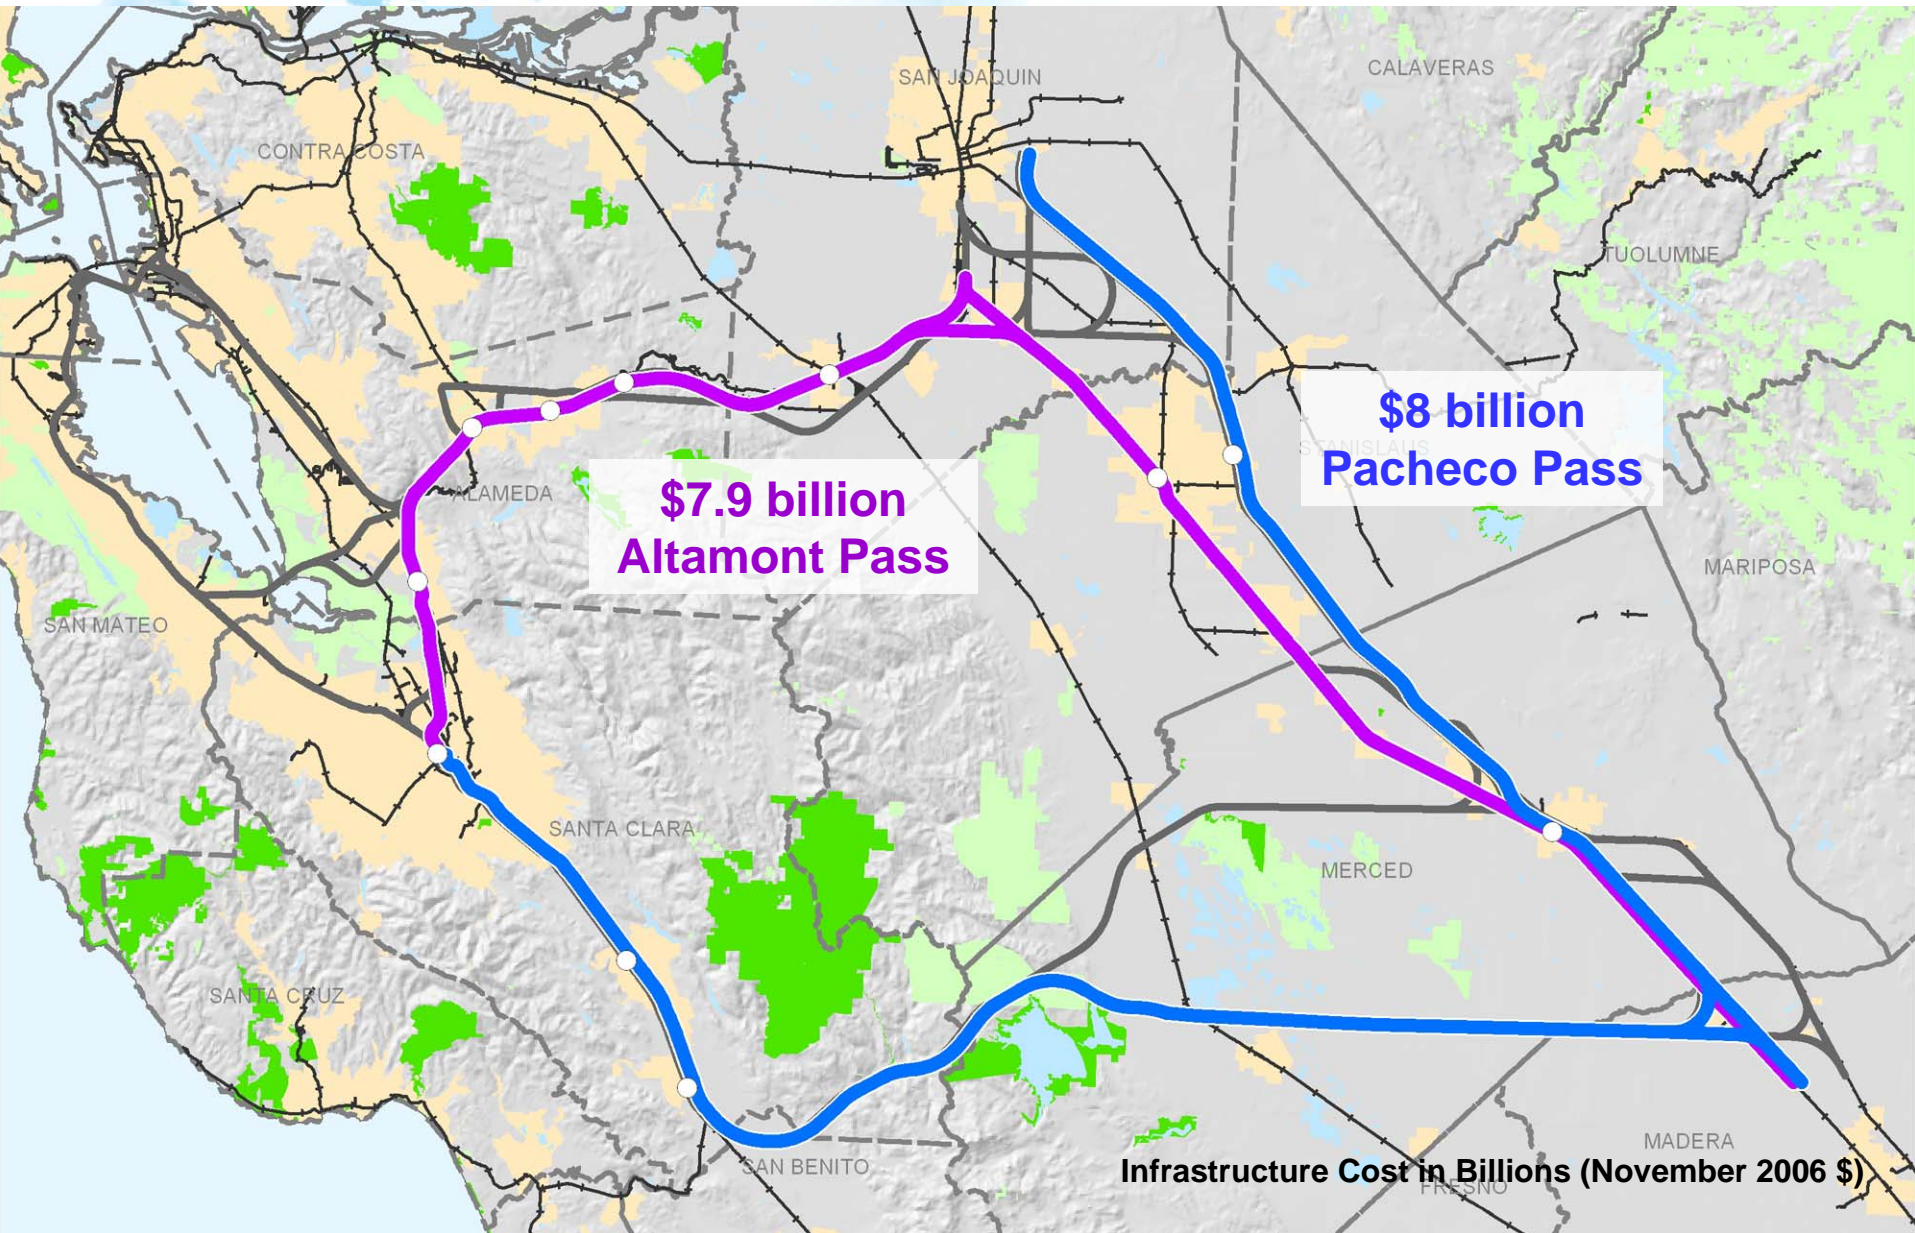 SAN JOAQUIN
CALAVERAS
CONTRA COSTA
TUOLUMNE
$8 billion
Pacheco Pass
STANISLAUS
$7.9 billion
Altamont Pass
ALAMEDA
MARIPOSA
SAN MATEO
SANTA CLARA
MERCED
SANTA CRUZ
MADERA
SAN BENITO
Infrastructure Cost in Billions (November 2006 $)
FRESNO